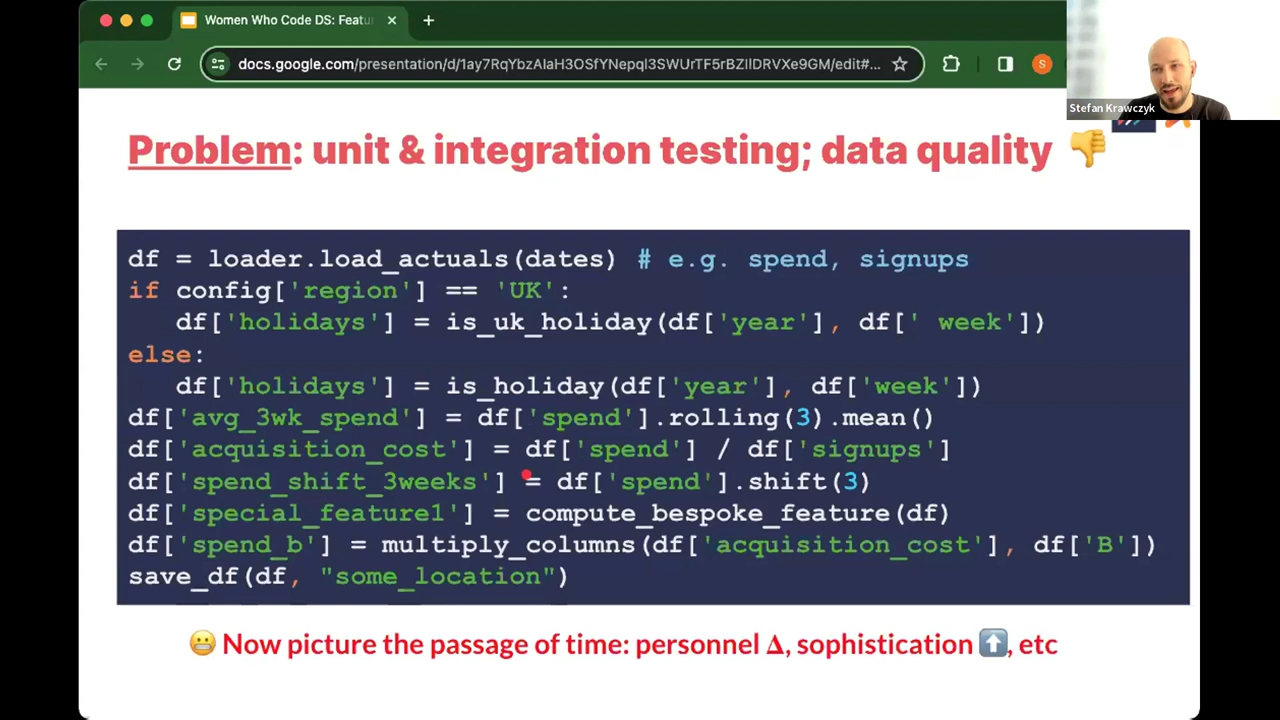 Women Who Code DS: Featu
docs.google.com/presentation/d/1ay7RqYbzAIaH3OSfYNepqI3SWUrTF5rBZIlDRVXe9GM/edit#...
S
Stefan Krawczyk
Problem: unit & integration testing; data quality 👎
df = loader.load_actuals(dates) # e.g. spend, signups
if config['region'] == 'UK':
df['holidays'] = is_uk_holiday(df['year'], df[' week'])
else:
df['holidays'] = is_holiday(df['year'], df['week'])
df['avg_3wk_spend'] = df['spend'].rolling(3).mean()
df['acquisition_cost'] = df['spend'] / df['signups']
df['spend_shift_3weeks'] = df['spend'].shift(3)
df['special_feature1'] = compute_bespoke_feature(df)
df['spend_b'] = multiply_columns(df['acquisition_cost'], df['B'])
save_df(df, "some_location")
😬 Now picture the passage of time: personnel Δ, sophistication ⬆️, etc